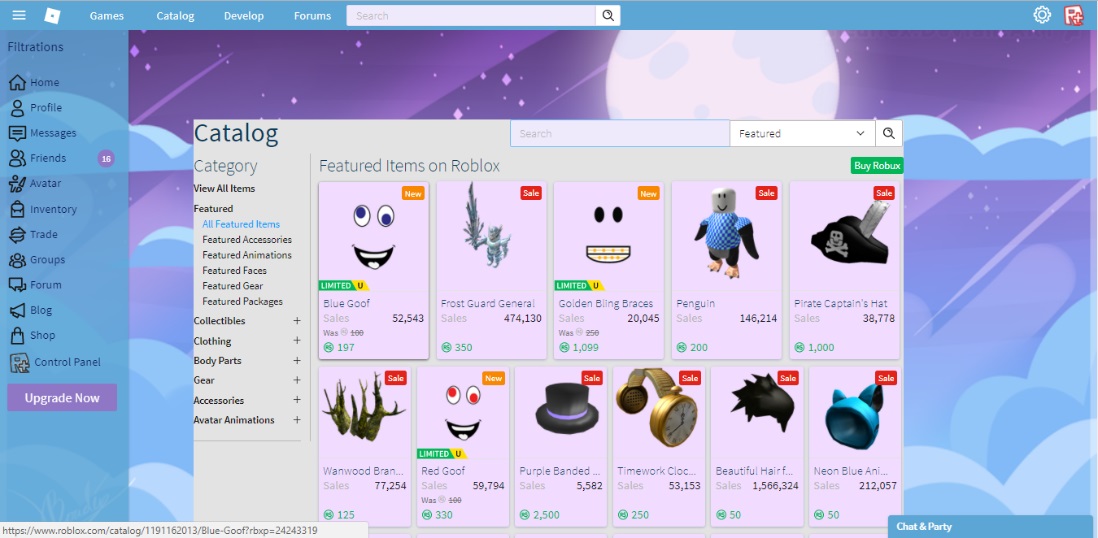 Games Catalog Develop Forums Search
Filtrations
Home
Profile
Messages
Friends 16
Avatar
Inventory
Trade
Groups
Forum
Blog
Shop
Control Panel
Upgrade Now
Catalog
Search Featured
Category
View All Items
Featured
All Featured Items
Featured Accessories
Featured Animations
Featured Faces
Featured Gear
Featured Packages
Collectibles +
Clothing +
Body Parts +
Gear +
Accessories +
Avatar Animations +
Featured Items on Roblox Buy Robux
New Sale New Sale Sale
LIMITED U LIMITED U
Blue Goof Frost Guard General Golden Bling Braces Penguin Pirate Captain's Hat
Sales 52,543 Sales 474,130 Sales 20,045 Sales 146,214 Sales 38,778
Was R$ 100 Was R$ 250
R$ 197 R$ 350 R$ 1,099 R$ 200 R$ 1,000
Sale New Sale Sale Sale Sale
LIMITED U
Wanwood Bran... Red Goof Purple Banded ... Timework Cloc... Beautiful Hair f... Neon Blue Ani...
Sales 77,254 Sales 59,794 Sales 5,582 Sales 53,153 Sales 1,566,324 Sales 212,057
Was R$ 100
R$ 125 R$ 330 R$ 2,500 R$ 250 R$ 50 R$ 50
https://www.roblox.com/catalog/1191162013/Blue-Goof?rbxp=24243319
Chat & Party